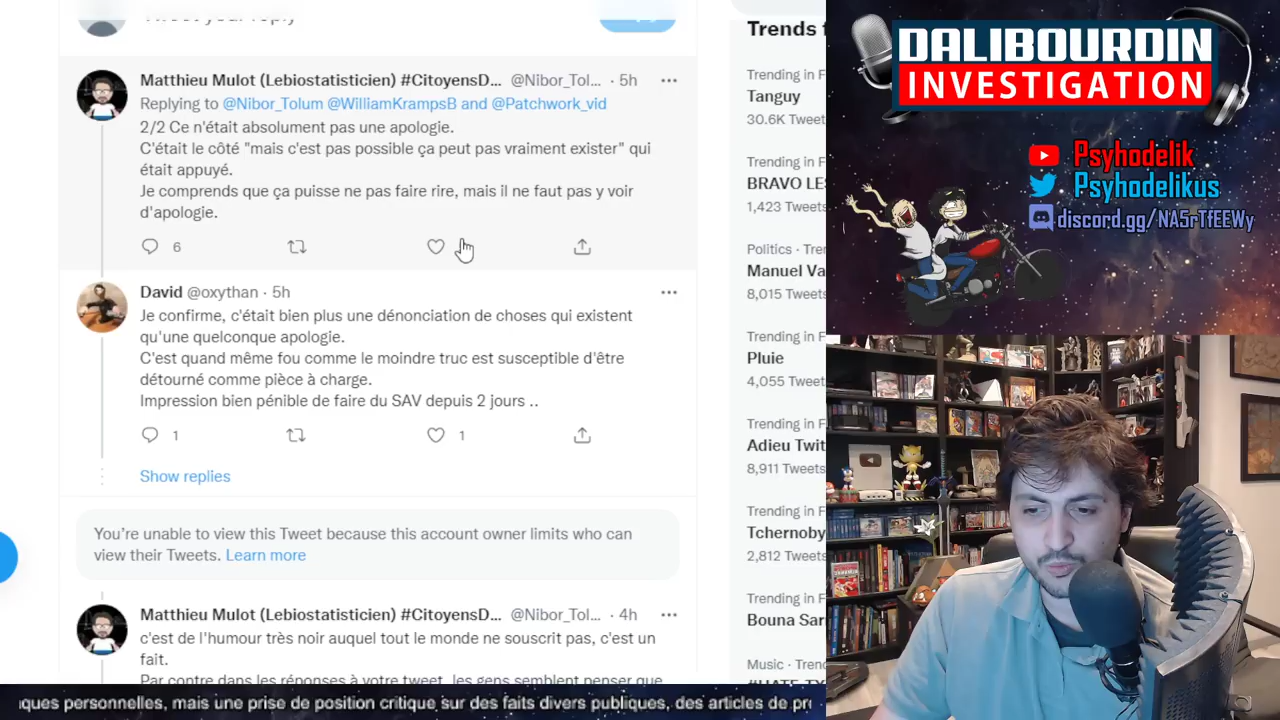 Matthieu Mulot (Lebiostatisticien) #CitoyensD... @Nibor_Tol... · 5h
Replying to @Nibor_Tolum @WilliamKrampsB and @Patchwork_vid
2/2 Ce n'était absolument pas une apologie.
C'était le côté "mais c'est pas possible ça peut pas vraiment exister" qui
était appuyé.
Je comprends que ça puisse ne pas faire rire, mais il ne faut pas y voir
d'apologie.
6
David @oxythan · 5h
Je confirme, c'était bien plus une dénonciation de choses qui existent
qu'une quelconque apologie.
C'est quand même fou comme le moindre truc est susceptible d'être
détourné comme pièce à charge.
Impression bien pénible de faire du SAV depuis 2 jours ..
1 1
Show replies
You're unable to view this Tweet because this account owner limits who can
view their Tweets. Learn more
Matthieu Mulot (Lebiostatisticien) #CitoyensD... @Nibor_Tol... · 4h
c'est de l'humour très noir auquel tout le monde ne souscrit pas, c'est un
fait.
Par contre dans les réponses à votre tweet, les gens semblent penser que
Trends f
Trending in F
Tanguy
30.6K Tweet
Trending in F
BRAVO LES
1,423 Tweets
Politics · Tre
Manuel Va
8,015 Tweets
Trending in F
Pluie
4,055 Tweet
Trending in F
Adieu Twit
8,911 Tweets
Trending in F
Tchernoby
2,812 Tweets
Trending in F
Bouna Sar
Music · Tren
DALIBOURDIN
INVESTIGATION
Psyhodelik
Psyhodelikus
discord.gg/NA5rTfEEWy
ques personnelles, mais une prise de position critique sur des faits divers publiques, des articles de pr